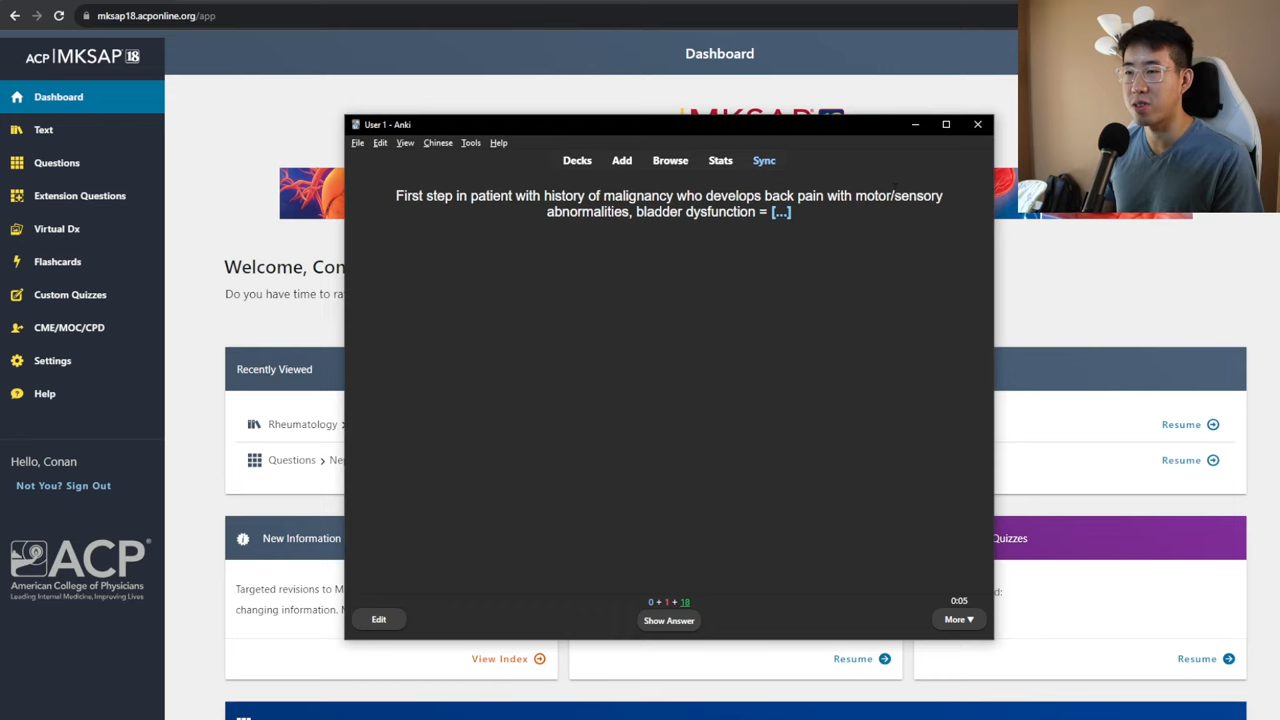 mksap18.acponline.org/app
ACP MKSAP 18
Dashboard
Dashboard
Text
Questions
Extension Questions
Virtual Dx
Flashcards
Custom Quizzes
CME/MOC/CPD
Settings
Help
Hello, Conan
Not You? Sign Out
ACP®
American College of Physicians
Leading Internal Medicine, Improving Lives
User 1 - Anki
File Edit View Chinese Tools Help
Decks Add Browse Stats Sync
First step in patient with history of malignancy who develops back pain with motor/sensory
abnormalities, bladder dysfunction = [...]
0 + 1 + 18
0:05
Edit
Show Answer
More ▼
Welcome, Con
Do you have time to ra
Recently Viewed
Rheumatology >
Resume
Questions > Ne
Resume
New Information
Quizzes
Targeted revisions to M
changing information.
View Index
Resume
Resume